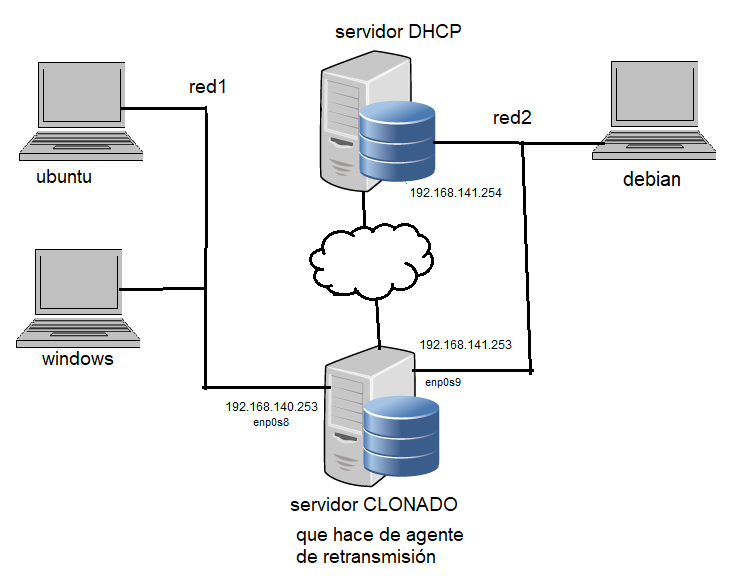 servidor DHCP
red1
red2
ubuntu
debian
192.168.141.254
windows
192.168.141.253
enp0s9
192.168.140.253
enp0s8
servidor CLONADO
que hace de agente
de retransmisión